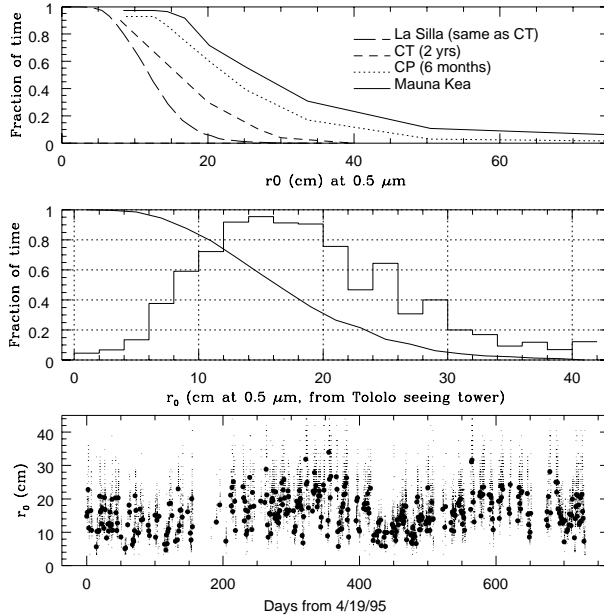 1
0.8
0.6
0.4
0.2
0
Fraction of time
La Silla (same as CT)
CT (2 yrs)
CP (6 months)
Mauna Kea
0 20 40 60
r0 (cm) at 0.5 μm
1
0.8
0.6
0.4
0.2
0
Fraction of time
0 10 20 30 40
r₀ (cm at 0.5 μm, from Tololo seeing tower)
40
30
20
10
0
r₀ (cm)
0 200 400 600
Days from 4/19/95